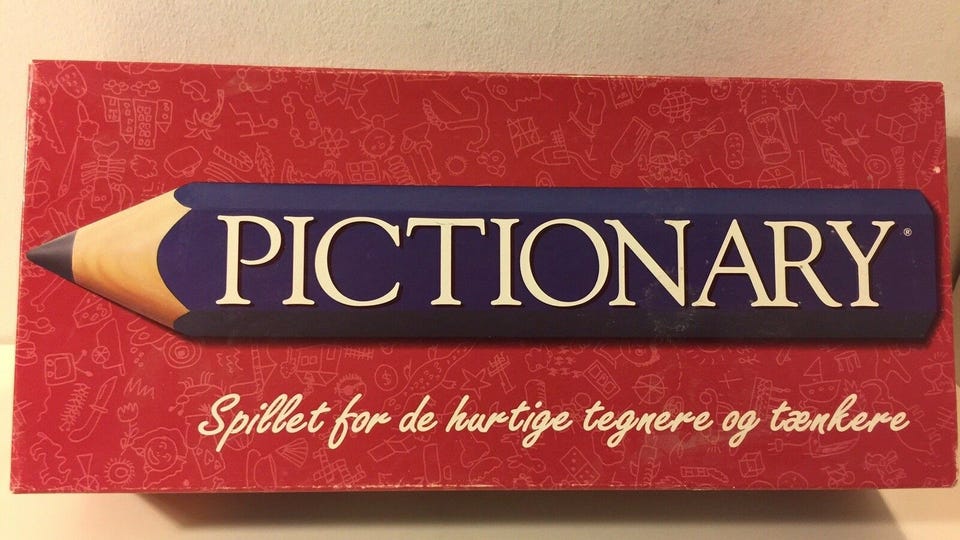 PICTIONARY®
Spillet for de hurtige tegnere og tænkere